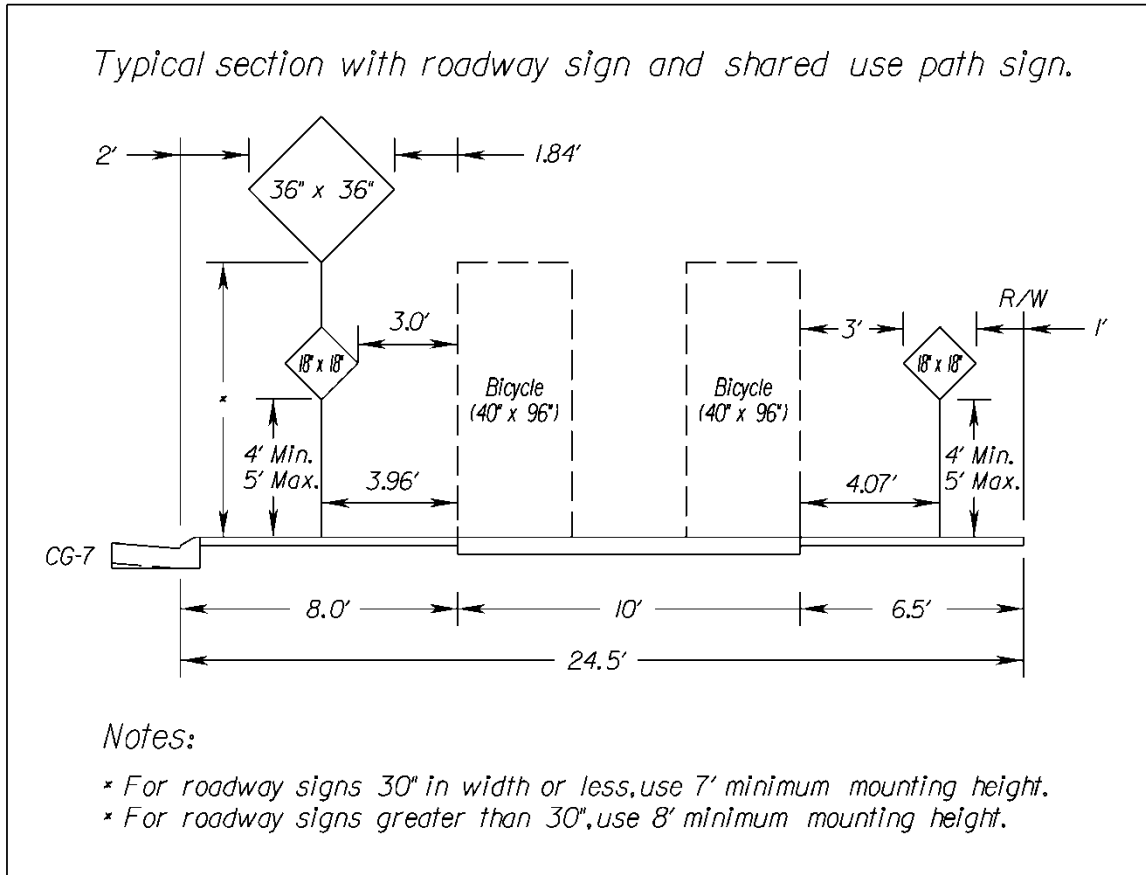 Typical section with roadway sign and shared use path sign.
2'
1.84'
36" x 36"
R/W
3.0'
3'
1'
18" x 18"
18" x 18"
Bicycle
(40" x 96")
Bicycle
(40" x 96")
*
4' Min.
5' Max.
4' Min.
5' Max.
3.96'
4.07'
CG-7
8.0'
10'
6.5'
24.5'
Notes:
* For roadway signs 30" in width or less, use 7' minimum mounting height.
* For roadway signs greater than 30", use 8' minimum mounting height.